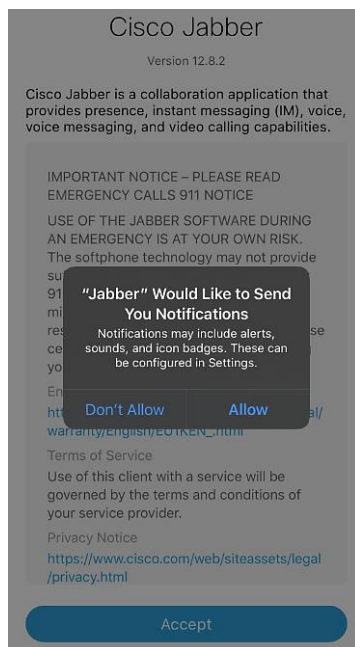 Cisco Jabber
Version 12.8.2
Cisco Jabber is a collaboration application that
provides presence, instant messaging (IM), voice,
voice messaging, and video calling capabilities.
IMPORTANT NOTICE – PLEASE READ
EMERGENCY CALLS 911 NOTICE
USE OF THE JABBER SOFTWARE DURING
AN EMERGENCY IS AT YOUR OWN RISK.
The softphone technology may not provide
“Jabber” Would Like to Send
You Notifications
Notifications may include alerts,
sounds, and icon badges. These can
be configured in Settings.
Don’t Allow
Allow
warranty/English/EU1KEN_.html
Terms of Service
Use of this client with a service will be
governed by the terms and conditions of
your service provider.
Privacy Notice
https://www.cisco.com/web/siteassets/legal
/privacy.html
Accept